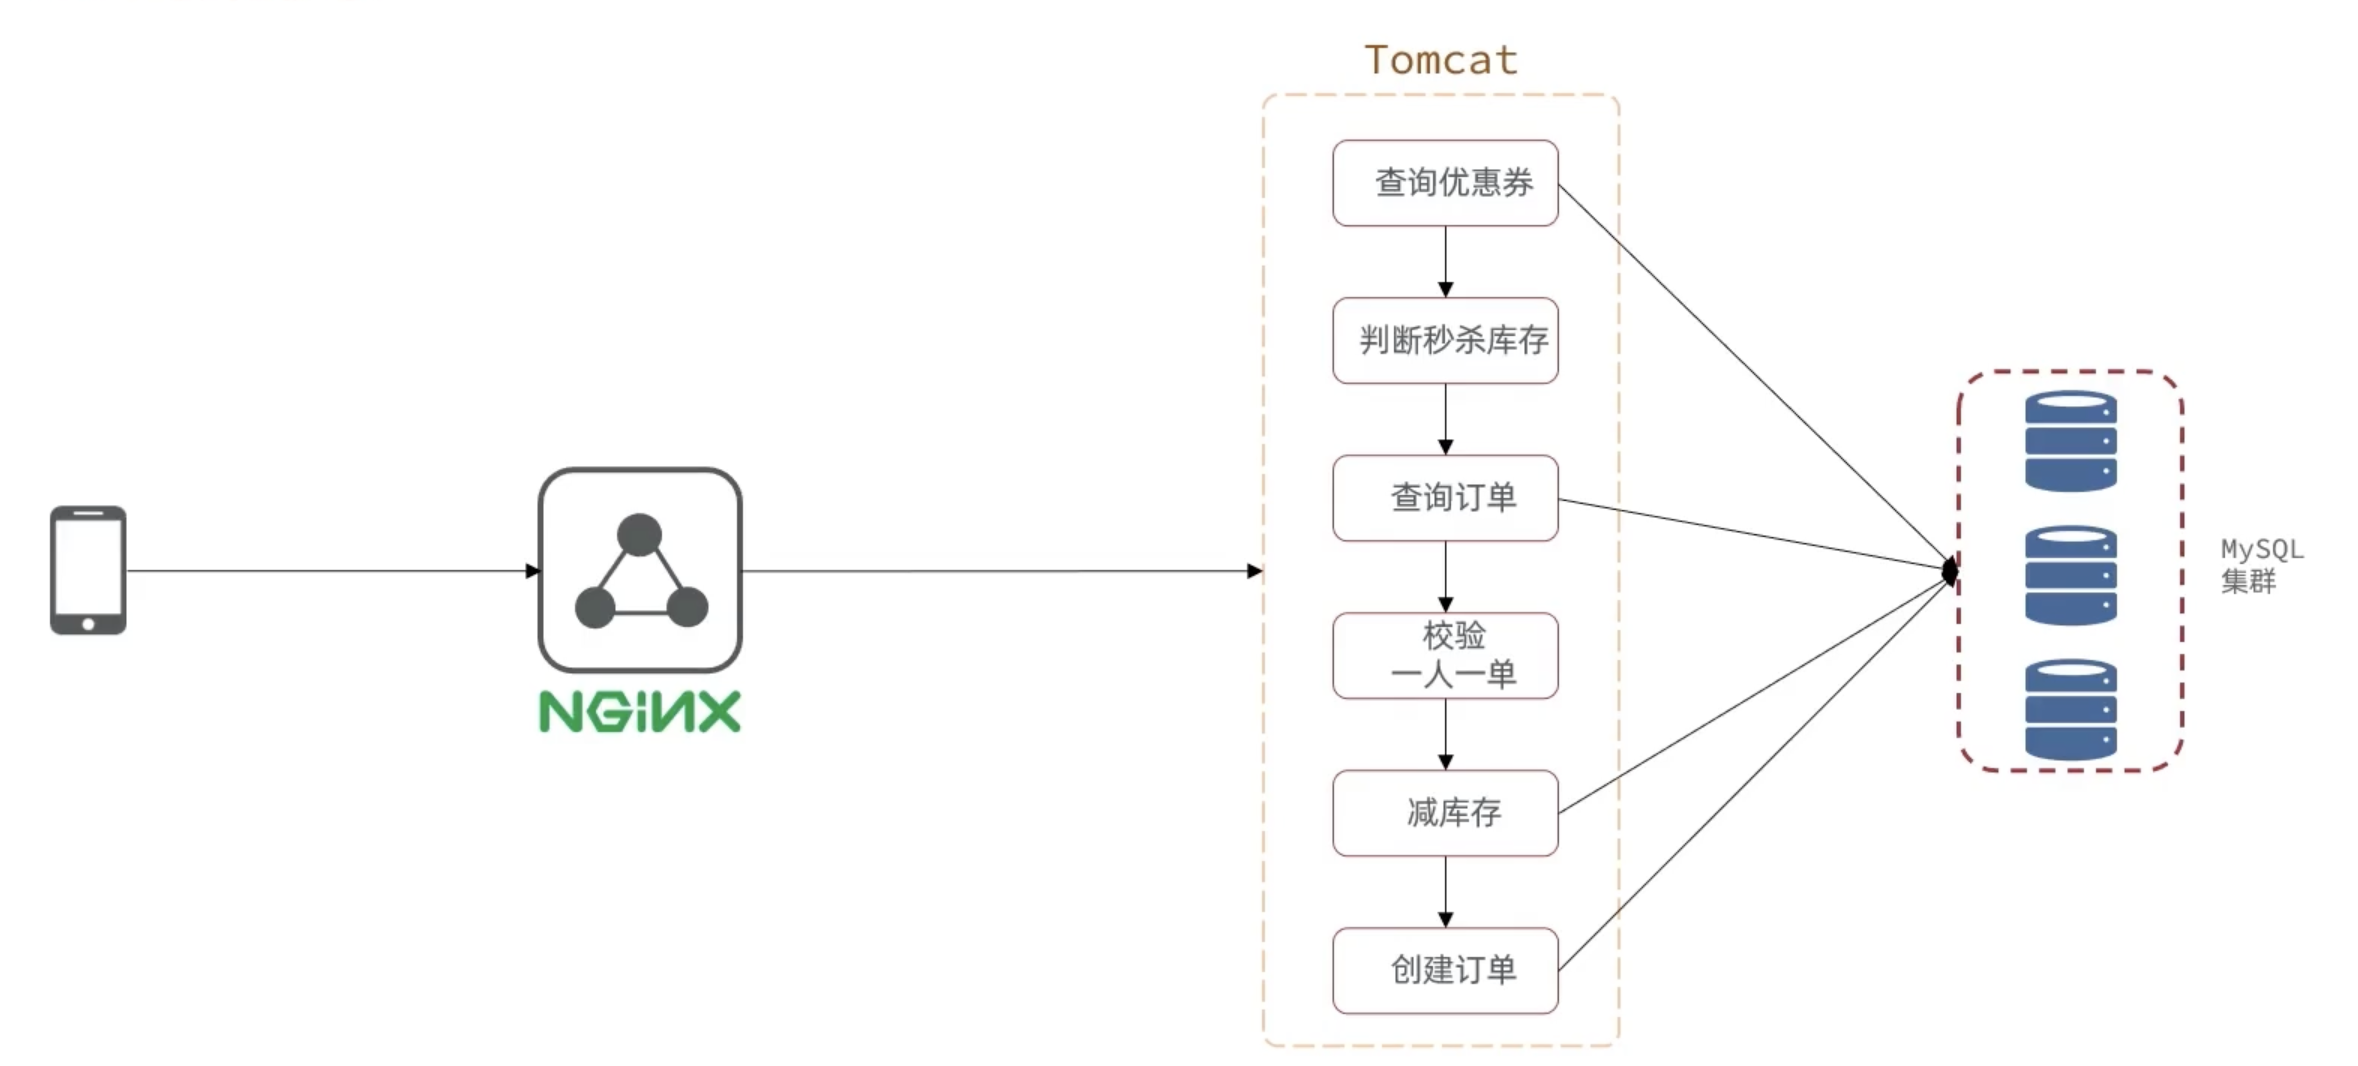 Tomcat
查询优惠券
判断秒杀库存
查询订单
校验
一人一单
减库存
创建订单
NGINX
MySQL
集群